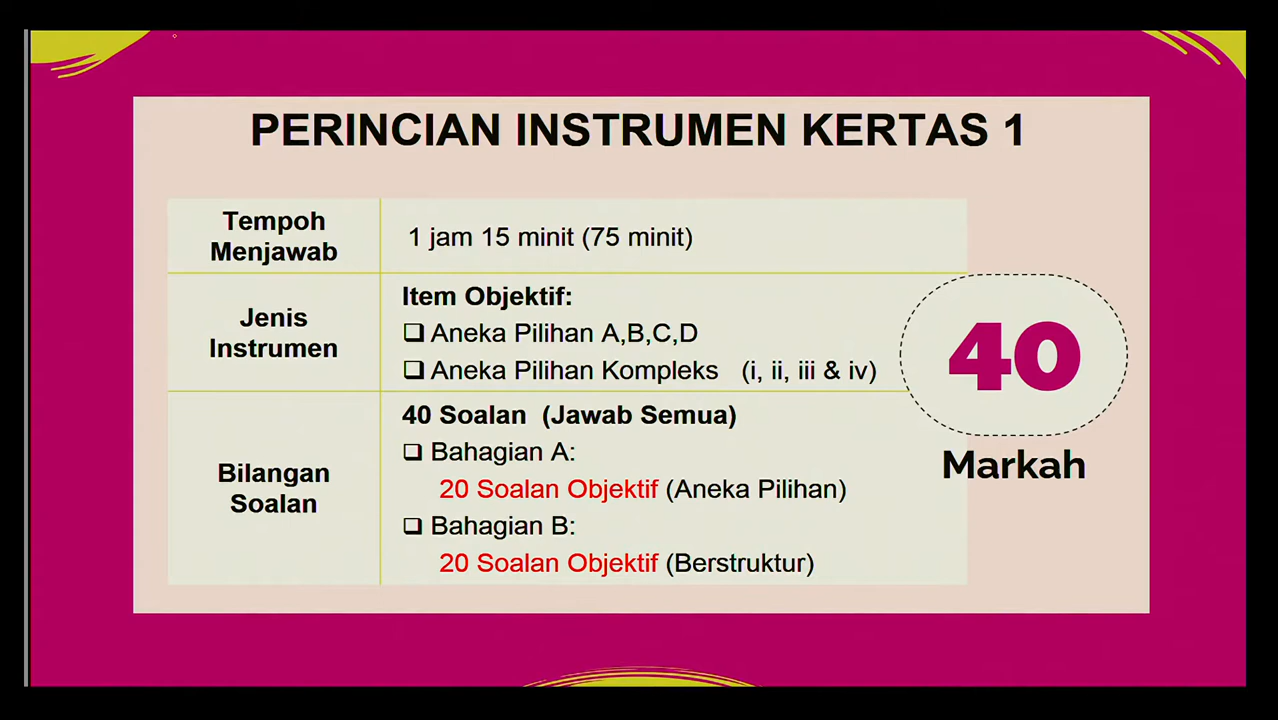 PERINCIAN INSTRUMEN KERTAS 1
Tempoh
Menjawab
1 jam 15 minit (75 minit)
Jenis
Instrumen
Item Objektif:
❑ Aneka Pilihan A,B,C,D
❑ Aneka Pilihan Kompleks (i, ii, iii & iv)
Bilangan
Soalan
40 Soalan (Jawab Semua)
❑ Bahagian A:
20 Soalan Objektif (Aneka Pilihan)
❑ Bahagian B:
20 Soalan Objektif (Berstruktur)
40
Markah